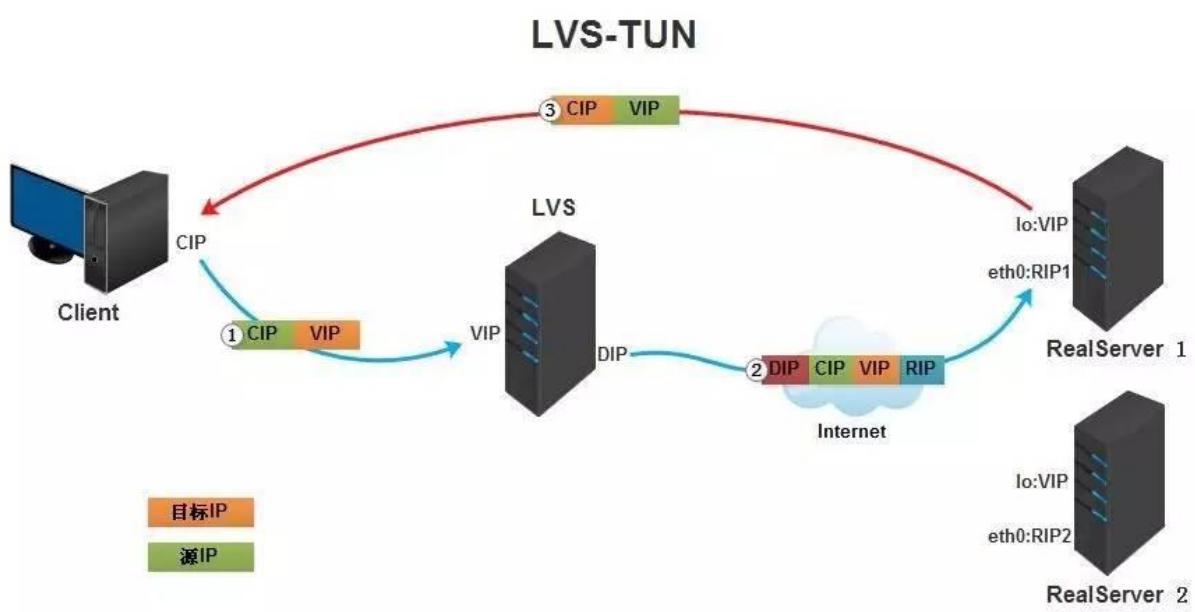 LVS-TUN
③ CIP VIP
LVS
lo:VIP
CIP
eth0:RIP1
Client
① CIP VIP
VIP
DIP
② DIP CIP VIP RIP
RealServer 1
Internet
lo:VIP
目标IP
eth0:RIP2
源IP
RealServer 2